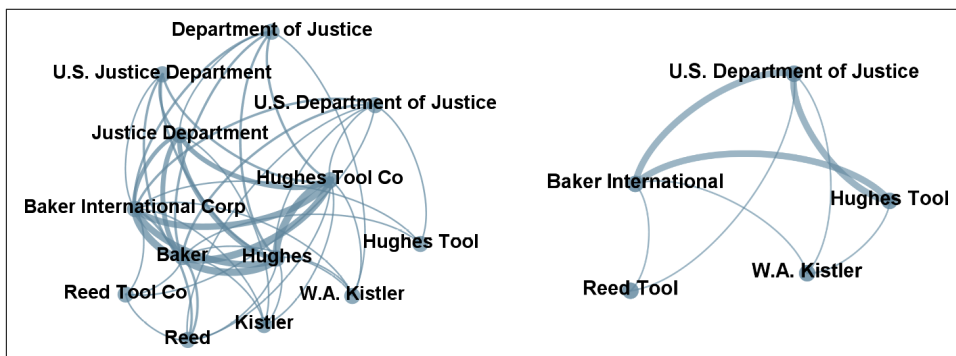 Department of Justice
U.S. Justice Department
U.S. Department of Justice
Justice Department
Hughes Tool Co
Baker International Corp
Hughes Tool
Baker
Hughes
Reed Tool Co
W.A. Kistler
Kistler
Reed
U.S. Department of Justice
Baker International
Hughes Tool
W.A. Kistler
Reed Tool